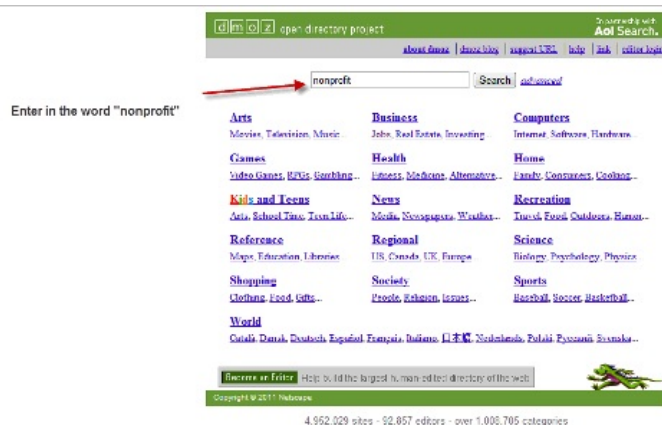 dmoz open directory project
In partnership with
Aol Search.
about dmoz | dmoz blog | suggest URL | help | link | editor login
nonprofit Search advanced
Enter in the word "nonprofit"
Arts Business Computers
Movies, Television, Music... Jobs, Real Estate, Investing... Internet, Software, Hardware...
Games Health Home
Video Games, RPGs, Gambling... Fitness, Medicine, Alternative... Family, Consumers, Cooking...
Kids and Teens News Recreation
Arts, School Time, Teen Life... Media, Newspapers, Weather... Travel, Food, Outdoors, Humor...
Reference Regional Science
Maps, Education, Libraries... US, Canada, UK, Europe... Biology, Psychology, Physics...
Shopping Society Sports
Clothing, Food, Gifts... People, Religion, Issues... Baseball, Soccer, Basketball...
World
Català, Dansk, Deutsch, Español, Français, Italiano, 日本語, Nederlands, Polski, Русский, Svenska...
Become an Editor Help build the largest human-edited directory of the web
Copyright © 2011 Netscape
4,962,029 sites - 92,857 editors - over 1,008,705 categories